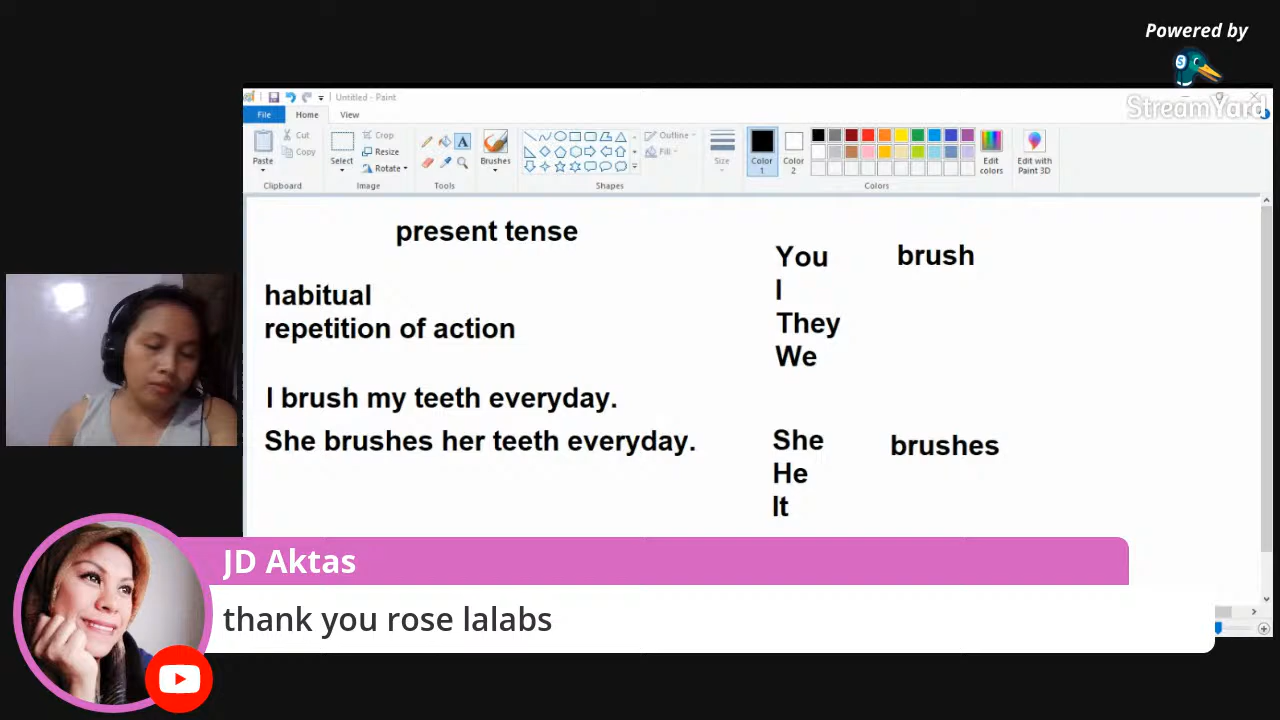 Powered by
StreamYard
Untitled - Paint
File
Home
View
Paste
Cut
Copy
Clipboard
Select
Crop
Resize
Rotate
Image
Tools
Brushes
Shapes
Outline
Fill
Size
Color
1
Color
2
Edit
colors
Colors
Edit with
Paint 3D
present tense
habitual
repetition of action
I brush my teeth everyday.
She brushes her teeth everyday.
You brush
I
They
We
She brushes
He
It
JD Aktas
thank you rose lalabs